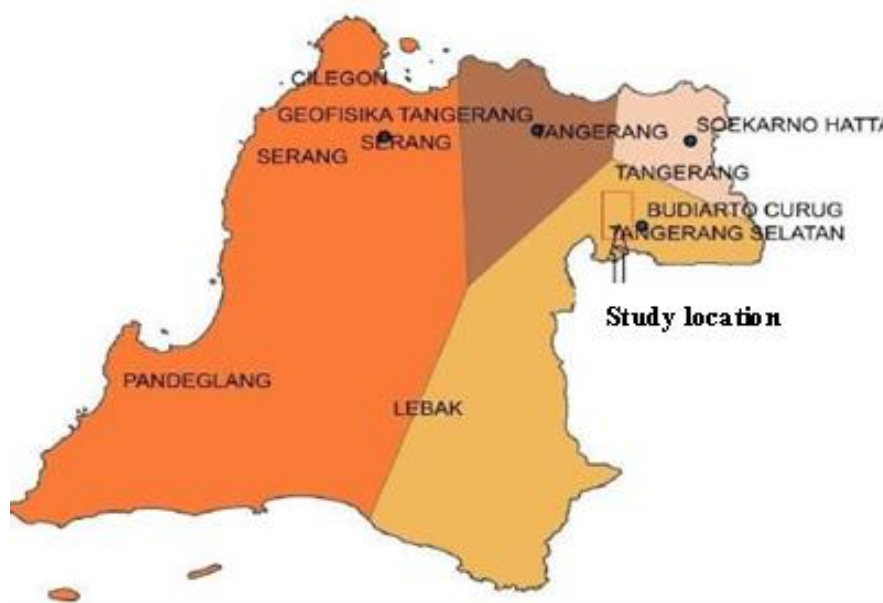 CILEGON
GEOFISIKA TANGERANG
SERANG
SERANG
TANGERANG
SOEKARNO HATTA
TANGERANG
BUDIARTO CURUG
TANGERANG SELATAN
Study location
PANDEGLANG
LEBAK